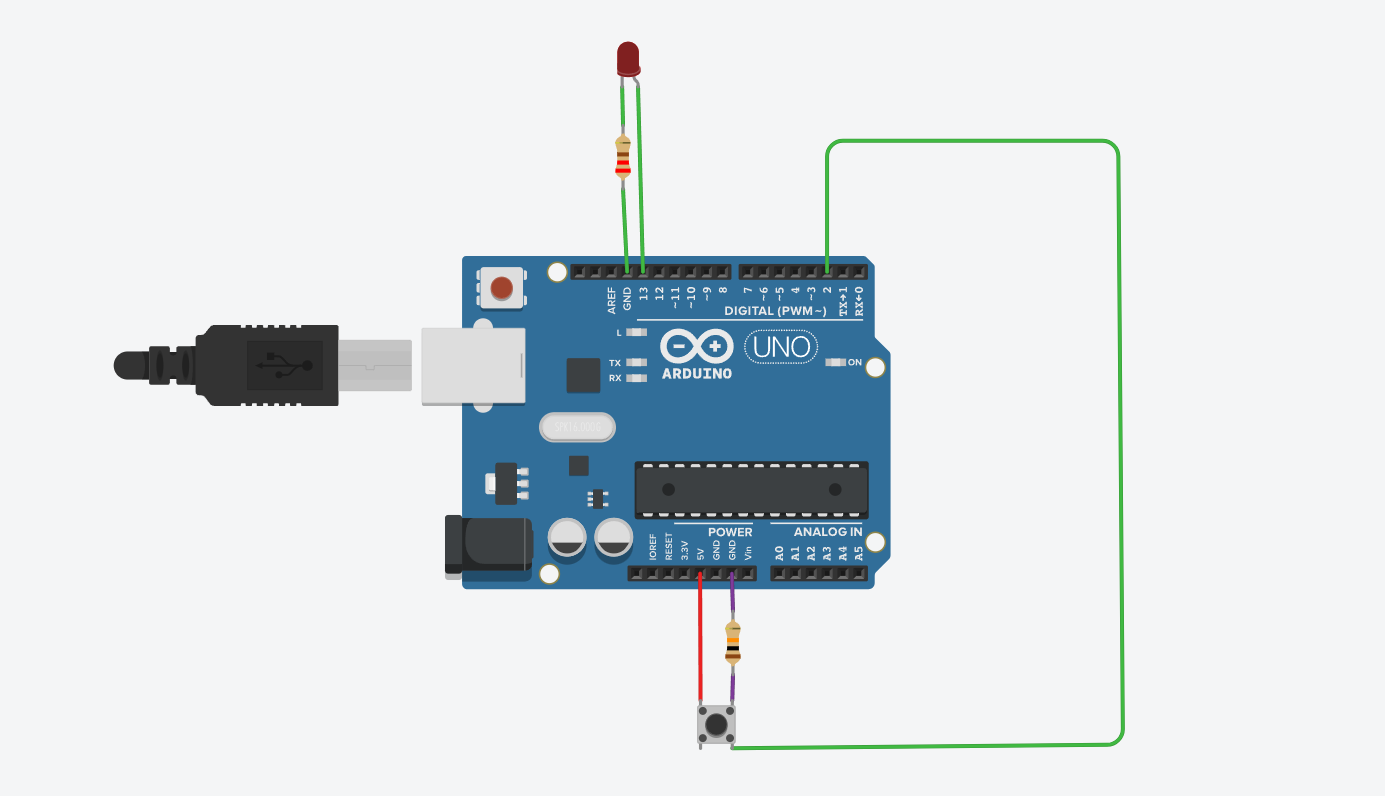 AREF
GND
13
12
~11
~10
~9
8
7
~6
~5
4
~3
2
TX→1
RX←0
DIGITAL (PWM ~)
L
TX
RX
ARDUINO
UNO
ON
POWER
ANALOG IN
IOREF
RESET
3.3V
5V
GND
GND
Vin
A0
A1
A2
A3
A4
A5